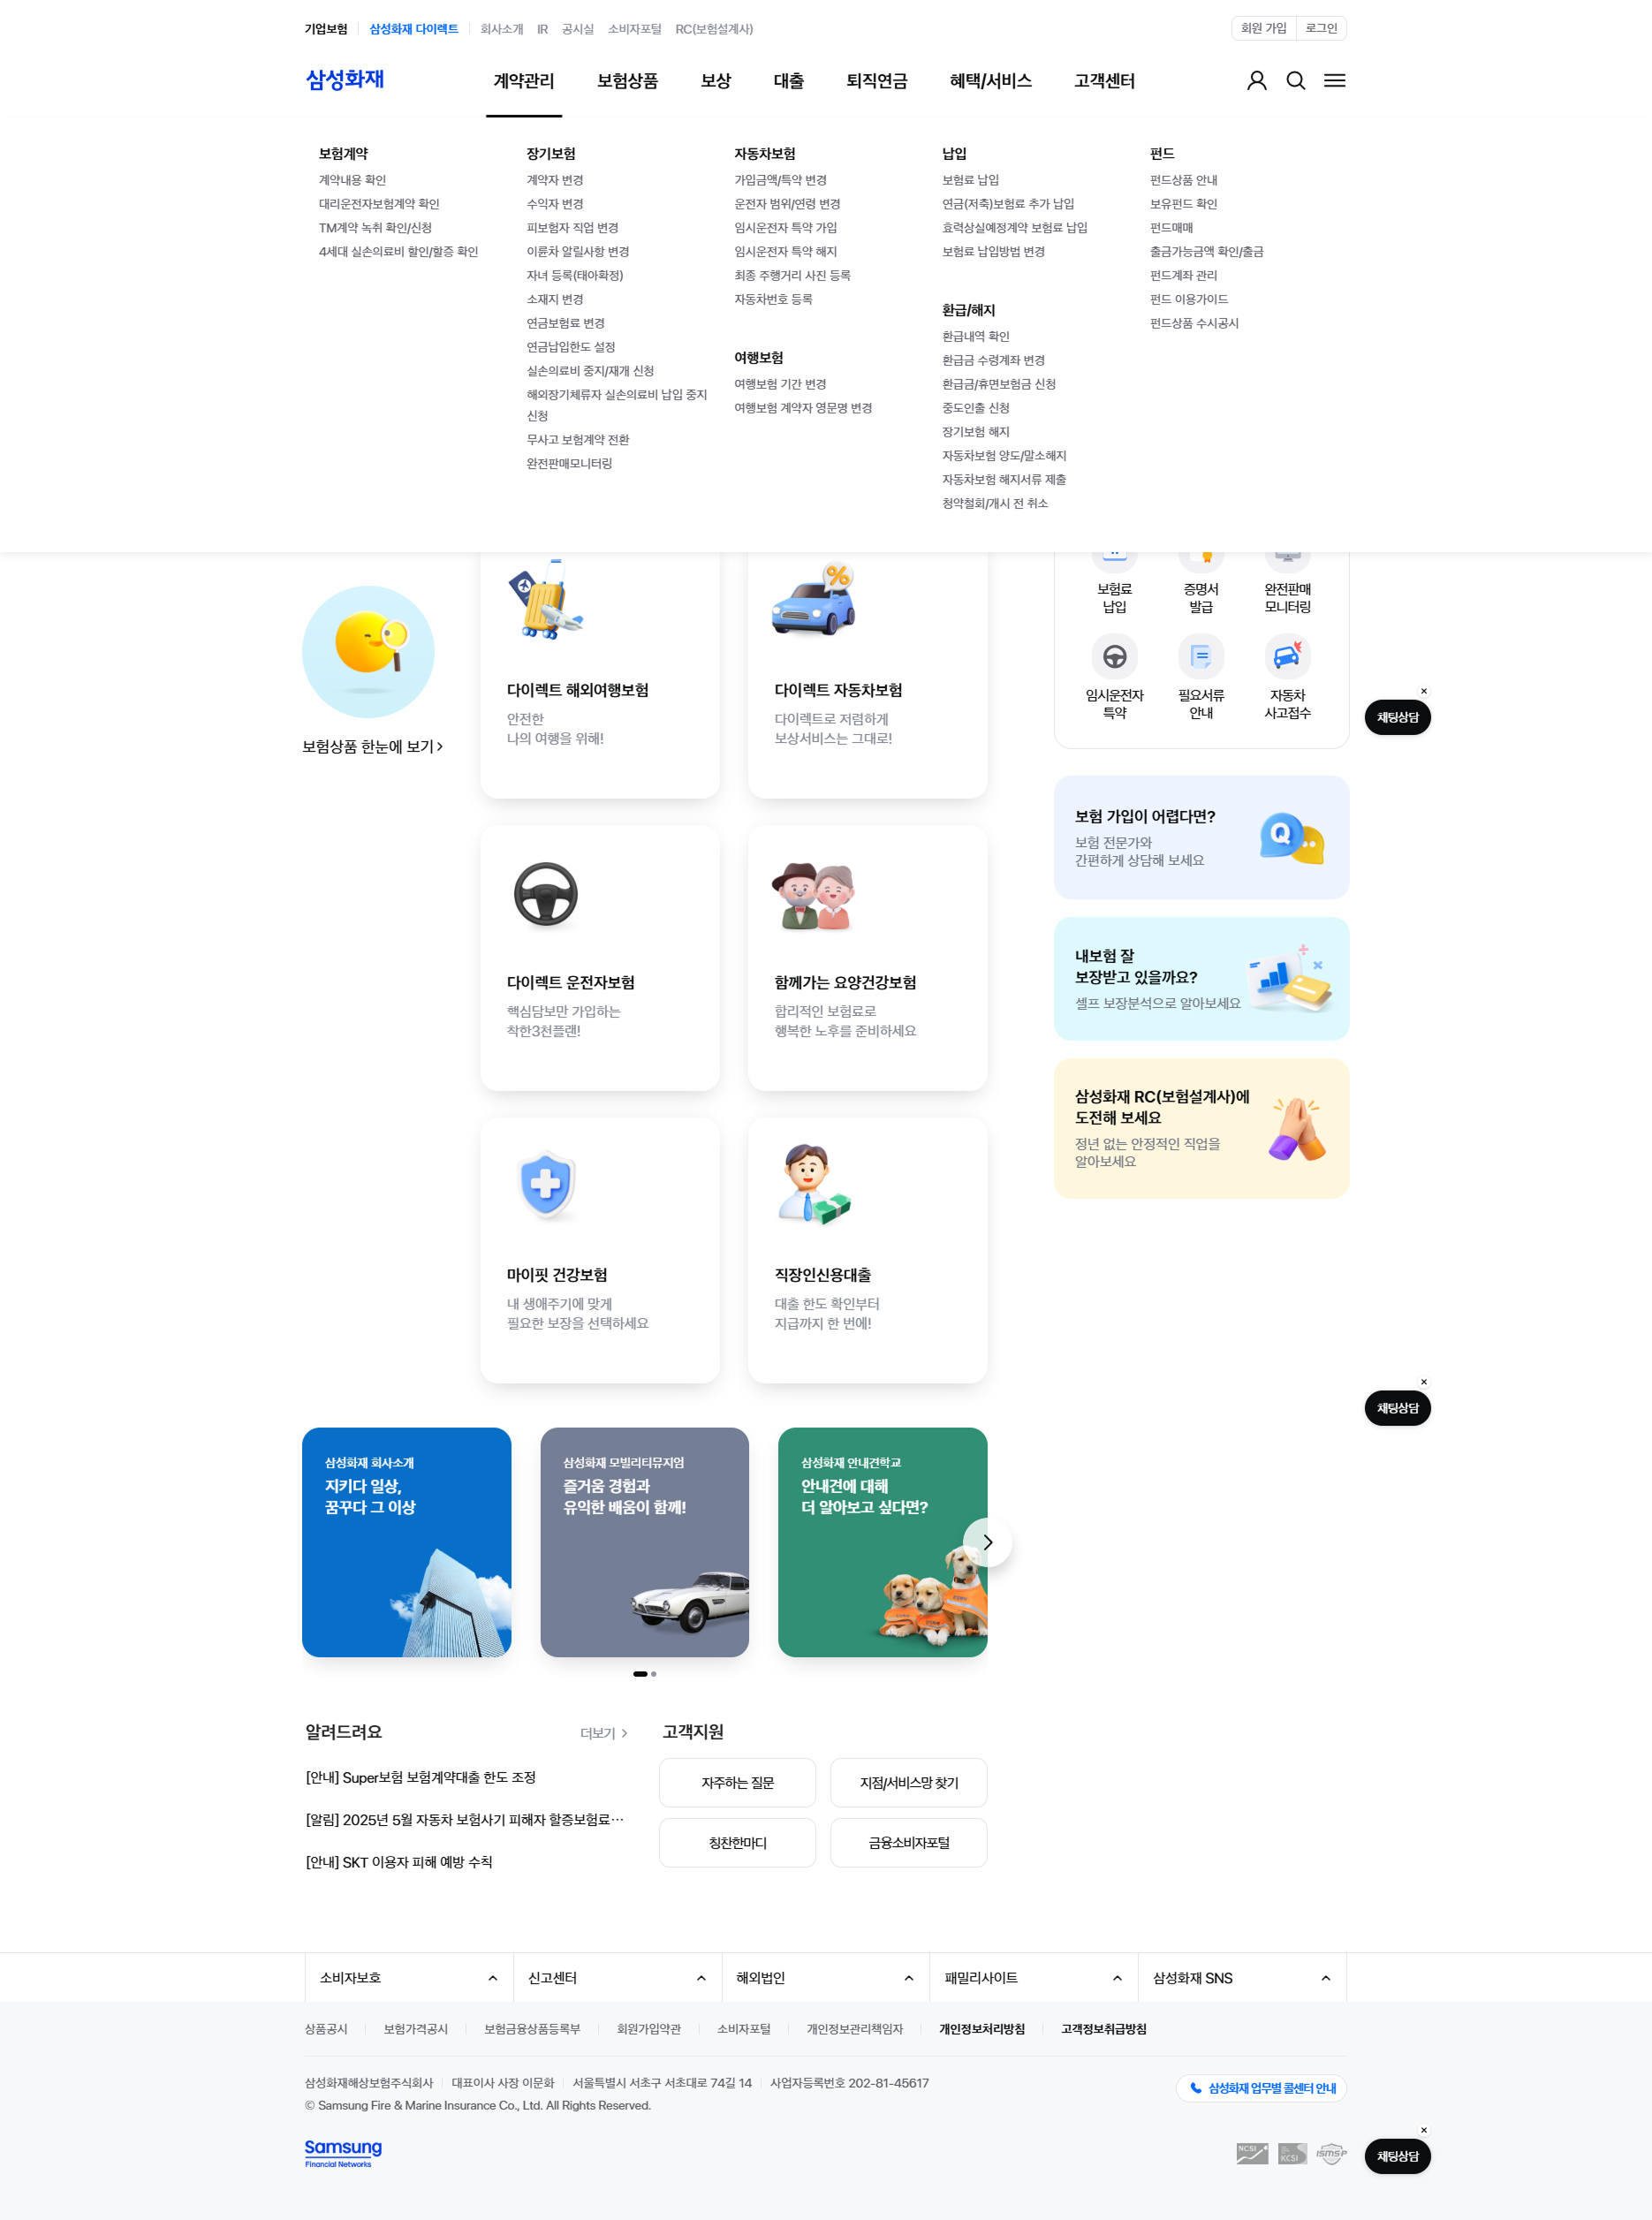 기업보험
삼성화재 다이렉트
회사소개
IR
공시실
소비자포털
RC(보험설계사)
회원 가입
로그인
삼성화재
계약관리
보험상품
보상
대출
퇴직연금
혜택/서비스
고객센터
보험계약
계약내용 확인
대리운전자보험계약 확인
TM계약 녹취 확인/신청
4세대 실손의료비 할인/할증 확인
장기보험
계약자 변경
수익자 변경
피보험자 직업 변경
이륜차 알릴사항 변경
자녀 등록(태아확정)
소재지 변경
연금보험료 변경
연금납입한도 설정
실손의료비 중지/재개 신청
해외장기체류자 실손의료비 납입 중지
신청
무사고 보험계약 전환
완전판매모니터링
자동차보험
가입금액/특약 변경
운전자 범위/연령 변경
임시운전자 특약 가입
임시운전자 특약 해지
최종 주행거리 사진 등록
자동차번호 등록
여행보험
여행보험 기간 변경
여행보험 계약자 영문명 변경
납입
보험료 납입
연금(저축)보험료 추가 납입
효력상실예정계약 보험료 납입
보험료 납입방법 변경
환급/해지
환급내역 확인
환급금 수령계좌 변경
환급금/휴면보험금 신청
중도인출 신청
장기보험 해지
자동차보험 양도/말소해지
자동차보험 해지서류 제출
청약철회/개시 전 취소
펀드
펀드상품 안내
보유펀드 확인
펀드매매
출금가능금액 확인/출금
펀드계좌 관리
펀드 이용가이드
펀드상품 수시공시
보험상품 한눈에 보기
다이렉트 해외여행보험
안전한
나의 여행을 위해!
%
다이렉트 자동차보험
다이렉트로 저렴하게
보상서비스는 그대로!
다이렉트 운전자보험
핵심담보만 가입하는
착한3천플랜!
함께가는 요양건강보험
합리적인 보험료로
행복한 노후를 준비하세요
마이핏 건강보험
내 생애주기에 맞게
필요한 보장을 선택하세요
직장인신용대출
대출 한도 확인부터
지급까지 한 번에!
보험료
납입
증명서
발급
완전판매
모니터링
임시운전자
특약
필요서류
안내
자동차
사고접수
채팅상담
보험 가입이 어렵다면?
보험 전문가와
간편하게 상담해 보세요
Q
내보험 잘
보장받고 있을까요?
셀프 보장분석으로 알아보세요
삼성화재 RC(보험설계사)에
도전해 보세요
정년 없는 안정적인 직업을
알아보세요
채팅상담
삼성화재 회사소개
지키다 일상,
꿈꾸다 그 이상
삼성화재 모빌리티뮤지엄
즐거움 경험과
유익한 배움이 함께!
삼성화재 안내견학교
안내견에 대해
더 알아보고 싶다면?
알려드려요
더보기
[안내] Super보험 보험계약대출 한도 조정
[알림] 2025년 5월 자동차 보험사기 피해자 할증보험료…
[안내] SKT 이용자 피해 예방 수칙
고객지원
자주하는 질문
지점/서비스망 찾기
칭찬한마디
금융소비자포털
소비자보호
신고센터
해외법인
패밀리사이트
삼성화재 SNS
상품공시
보험가격공시
보험금융상품등록부
회원가입약관
소비자포털
개인정보관리책임자
개인정보처리방침
고객정보취급방침
삼성화재해상보험주식회사
대표이사 사장 이문화
서울특별시 서초구 서초대로 74길 14
사업자등록번호 202-81-45617
© Samsung Fire & Marine Insurance Co., Ltd. All Rights Reserved.
삼성화재 업무별 콜센터 안내
Samsung
Financial Networks
NCSI
KCSI
ISMS-P
채팅상담